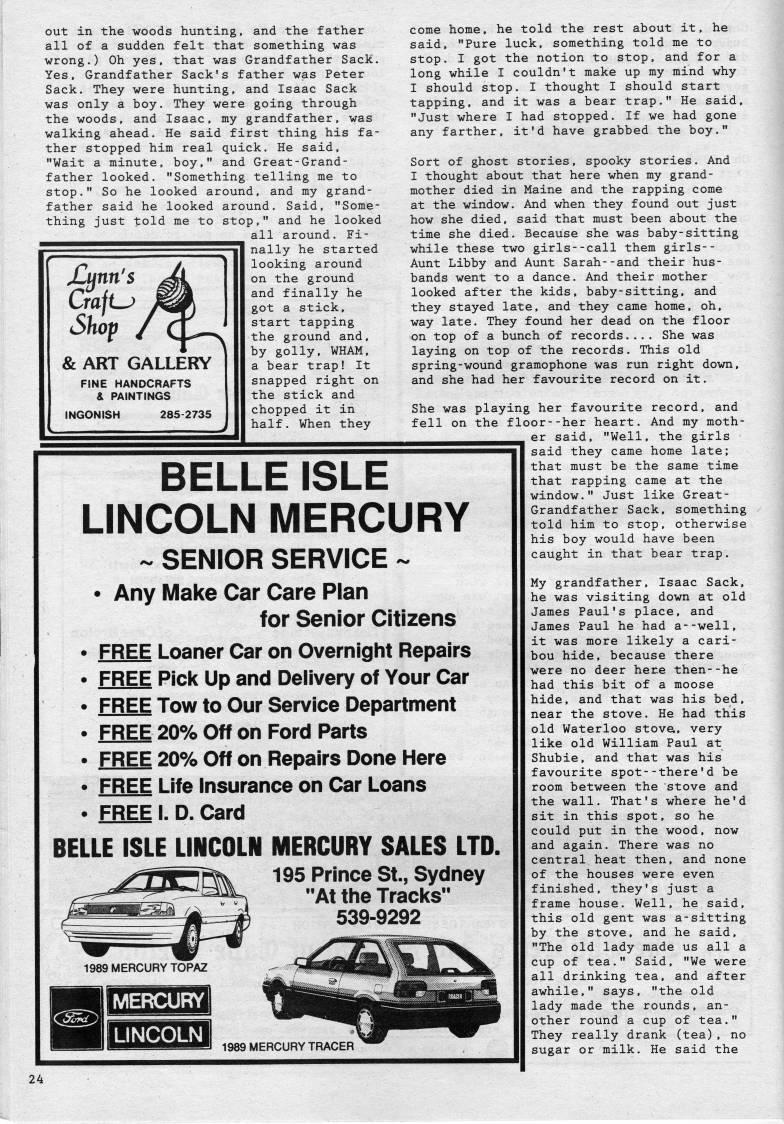 out in the woods hunting, and the father
all of a sudden felt that something was
wrong.) Oh yes, that was Grandfather Sack.
Yes, Grandfather Sack's father was Peter
Sack. They were hunting, and Isaac Sack
was only a boy. They were going through
the woods, and Isaac, my grandfather, was
walking ahead. He said first thing his fa-
ther stopped him real quick. He said,
"Wait a minute, boy," and Great-Grand-
father looked. "Something telling me to
stop." So he looked around, and my grand-
father said he looked around. Said, "Some-
thing just told me to stop," and he looked
all around. Fi-
nally he started
looking around
on the ground
and finally he
got a stick,
start tapping
the ground and,
by golly, WHAM,
a bear trap! It
snapped right on
the stick and
chopped it in
half. When they
come home, he told the rest about it, he
said, "Pure luck, something told me to
stop. I got the notion to stop, and for a
long while I couldn't make up my mind why
I should stop. I thought I should start
tapping, and it was a bear trap." He said,
"Just where I had stopped. If we had gone
any farther, it'd have grabbed the boy."
Sort of ghost stories, spooky stories. And
I thought about that here when my grand-
mother died in Maine and the rapping come
at the window. And when they found out just
how she died, said that must been about the
time she died. Because she was baby-sitting
while these two girls--call them girls--
Aunt Libby and Aunt Sarah--and their hus-
bands went to a dance. And their mother
looked after the kids, baby-sitting, and
they stayed late, and they came home, oh,
way late. They found her dead on the floor
on top of a bunch of records.... She was
laying on top of the records. This old
spring-wound gramophone was run right down,
and she had her favourite record on it.
She was playing her favourite record, and
fell on the floor--her heart. And my moth-
er said, "Well, the girls
said they came home late;
that must be the same time
that rapping came at the
window." Just like Great-
Grandfather Sack, something
told him to stop, otherwise
his boy would have been
caught in that bear trap.
My grandfather, Isaac Sack,
he was visiting down at old
James Paul's place, and
James Paul he had a--well,
it was more likely a cari-
bou hide, because there
were no deer here then--he
had this bit of a moose
hide, and that was his bed,
near the stove. He had this
old Waterloo stove, very
like old William Paul at
Shubie, and that was his
favourite spot--there'd be
room between the stove and
the wall. That's where he'd
sit in this spot, so he
could put in the wood, now
and again. There was no
central heat then, and none
of the houses were even
finished, they's just a
frame house. Well, he said,
this old gent was a-sitting
by the stove, and he said,
"The old lady made us all a
cup of tea." Said, "We were
all drinking tea, and after
awhile," says, "the old
lady made the rounds, an-
other round a cup of tea."
They really drank (tea), no
sugar or milk. He said the
Lynn's
Craft
Shop
& ART GALLERY
FINE HANDCRAFTS
& PAINTINGS
INGONISH 285-2735
BELLE ISLE
LINCOLN MERCURY
~ SENIOR SERVICE ~
• Any Make Car Care Plan
for Senior Citizens
• FREE Loaner Car on Overnight Repairs
• FREE Pick Up and Delivery of Your Car
• FREE Tow to Our Service Department
• FREE 20% Off on Ford Parts
• FREE 20% Off on Repairs Done Here
• FREE Life Insurance on Car Loans
• FREE I. D. Card
BELLE ISLE LINCOLN MERCURY SALES LTD.
195 Prince St., Sydney
"At the Tracks"
539-9292
1989 MERCURY TOPAZ
TRACER
Ford
MERCURY
LINCOLN
1989 MERCURY TRACER
24